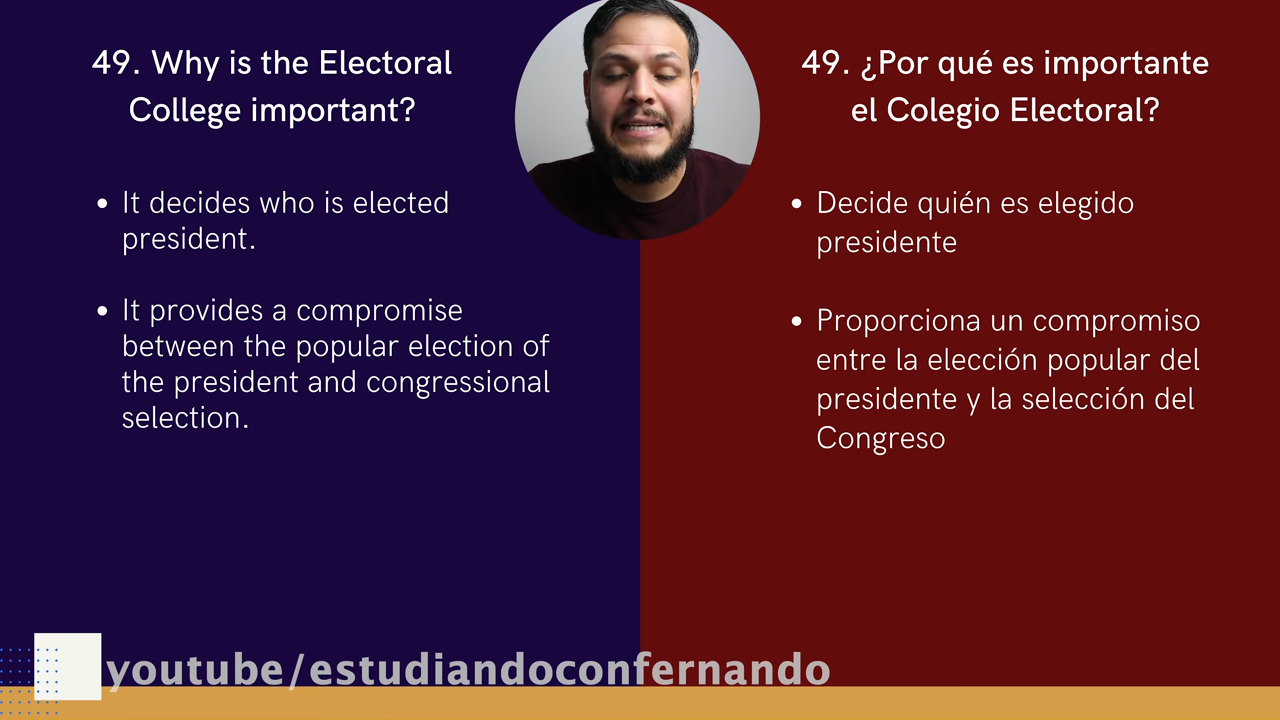 49. Why is the Electoral
College important?
• It decides who is elected
president.
• It provides a compromise
between the popular election of
the president and congressional
selection.
49. ¿Por qué es importante
el Colegio Electoral?
• Decide quién es elegido
presidente
• Proporciona un compromiso
entre la elección popular del
presidente y la selección del
Congreso
youtube/estudiandoconfernando